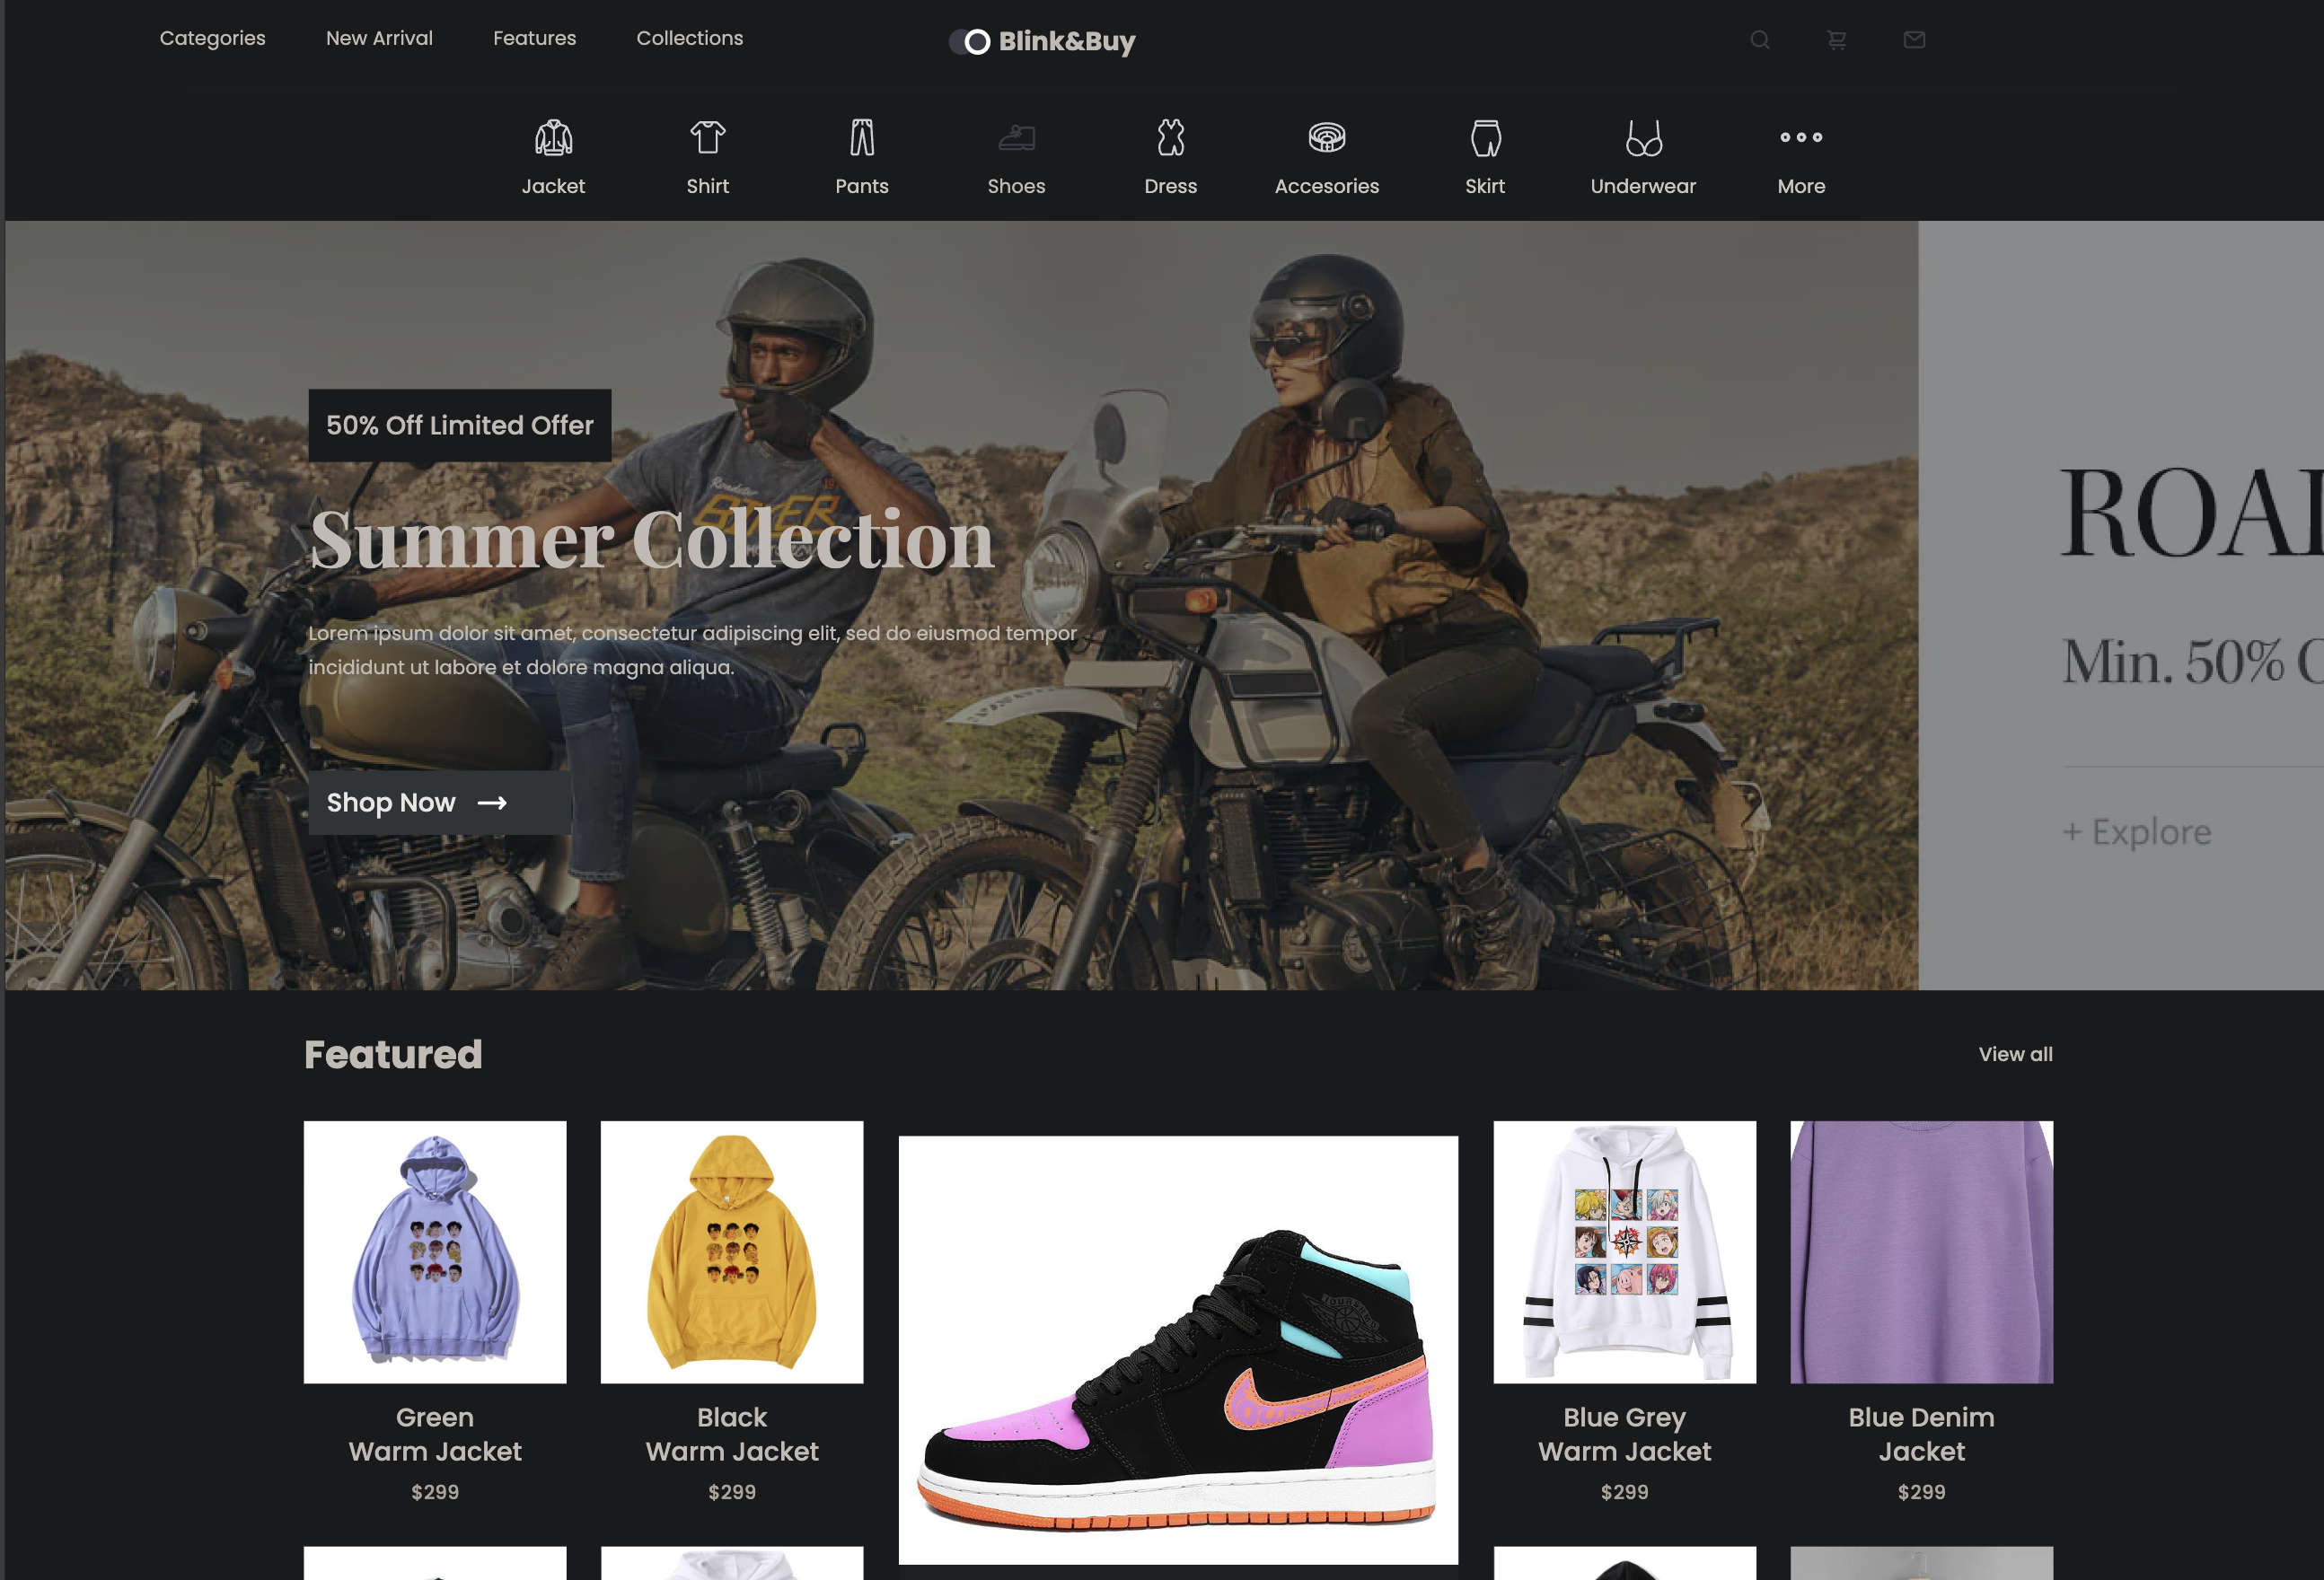 Categories
New Arrival
Features
Collections
Blink&Buy
Jacket
Shirt
Pants
Shoes
Dress
Accesories
Skirt
Underwear
More
50% Off Limited Offer
Roadster
Summer Collection
Lorem ipsum dolor sit amet, consectetur adipiscing elit, sed do eiusmod tempor
incididunt ut labore et dolore magna aliqua.
Shop Now
Min. 50%
+ Explore
Featured
View all
Green
Warm Jacket
$299
Black
Warm Jacket
$299
Blue Grey
Warm Jacket
$299
Blue Denim
Jacket
$299